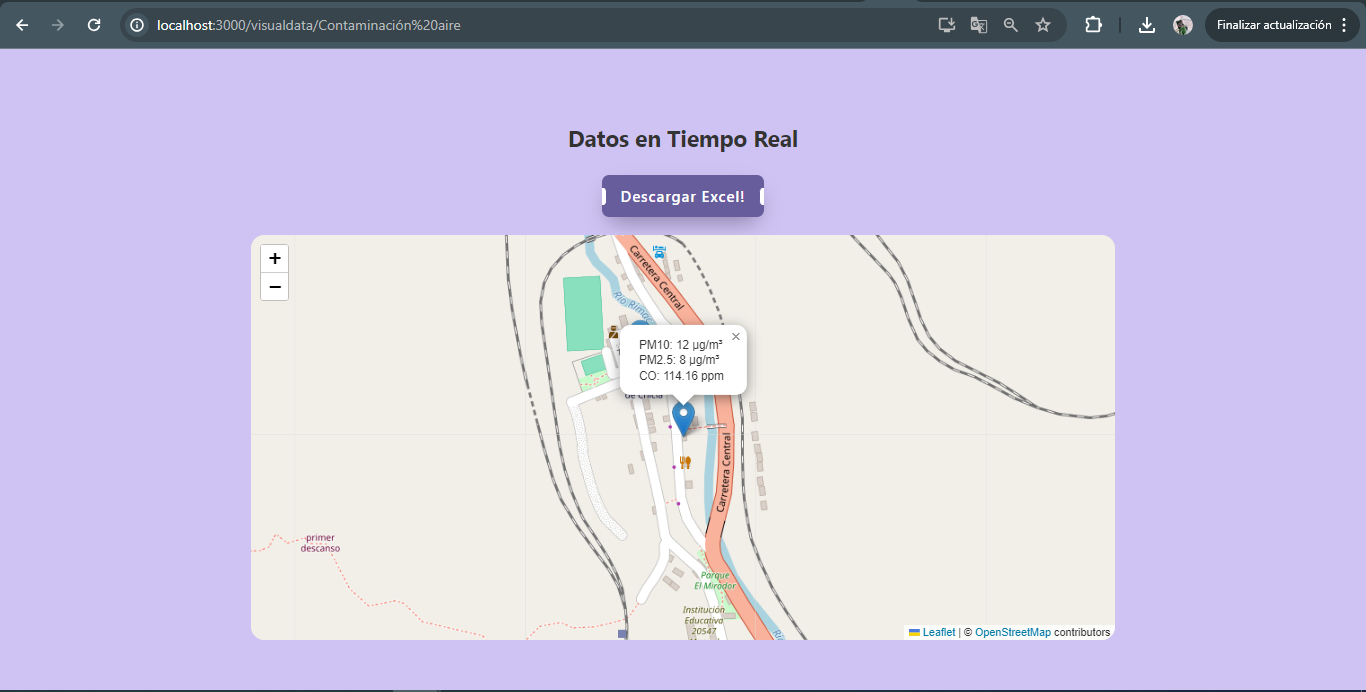 localhost:3000/visualdata/Contaminación%20aire
Finalizar actualización
Datos en Tiempo Real
Descargar Excel!
+
−
Carretera Central
Río Rímac
×
PM10: 12 µg/m³
PM2.5: 8 µg/m³
CO: 114.16 ppm
Carretera Central
primer
descanso
Parque
El Mirador
Institución
Educativa
20547
Leaflet | © OpenStreetMap contributors